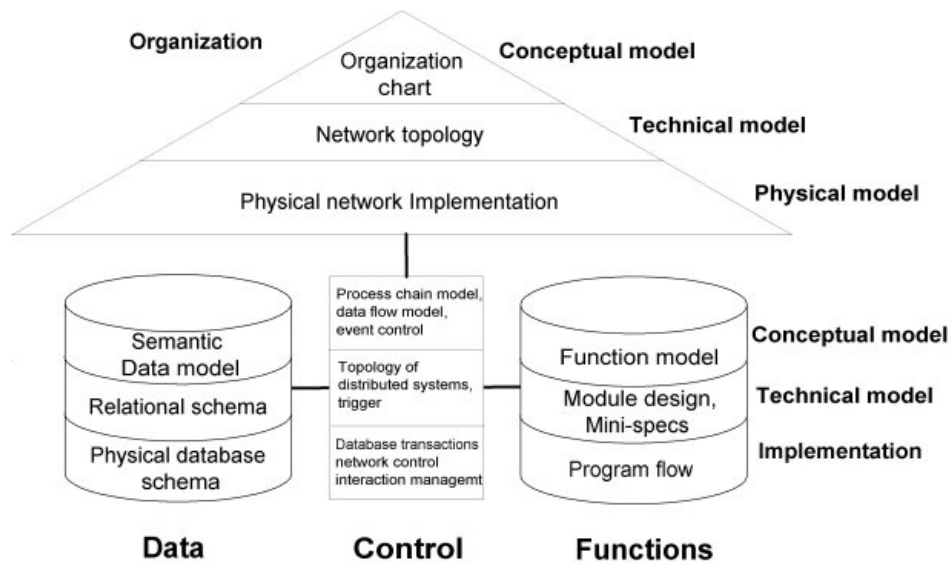 Organization
Conceptual model
Organization
chart
Technical model
Network topology
Physical model
Physical network Implementation
Process chain model,
data flow model,
event control
Semantic
Data model
Function model
Conceptual model
Topology of
distributed systems,
trigger
Relational schema
Module design,
Mini-specs
Technical model
Database transactions
network control
interaction managemt
Physical database
schema
Program flow
Implementation
Data
Control
Functions